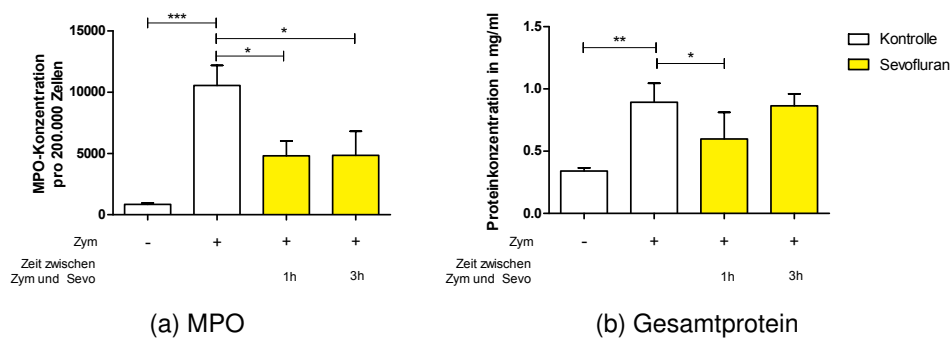 (a)
MPO-Konzentration
pro 200.000 Zellen
15000
10000
5000
0
***
*
*
Zym - + + +
Zeit zwischen
Zym und Sevo 1h 3h
(a) MPO
(b)
Proteinkonzentration in mg/ml
1.5
1.0
0.5
0.0
**
*
Zym - + + +
Zeit zwischen
Zym und Sevo 1h 3h
(b) Gesamtprotein
Kontrolle
Sevofluran